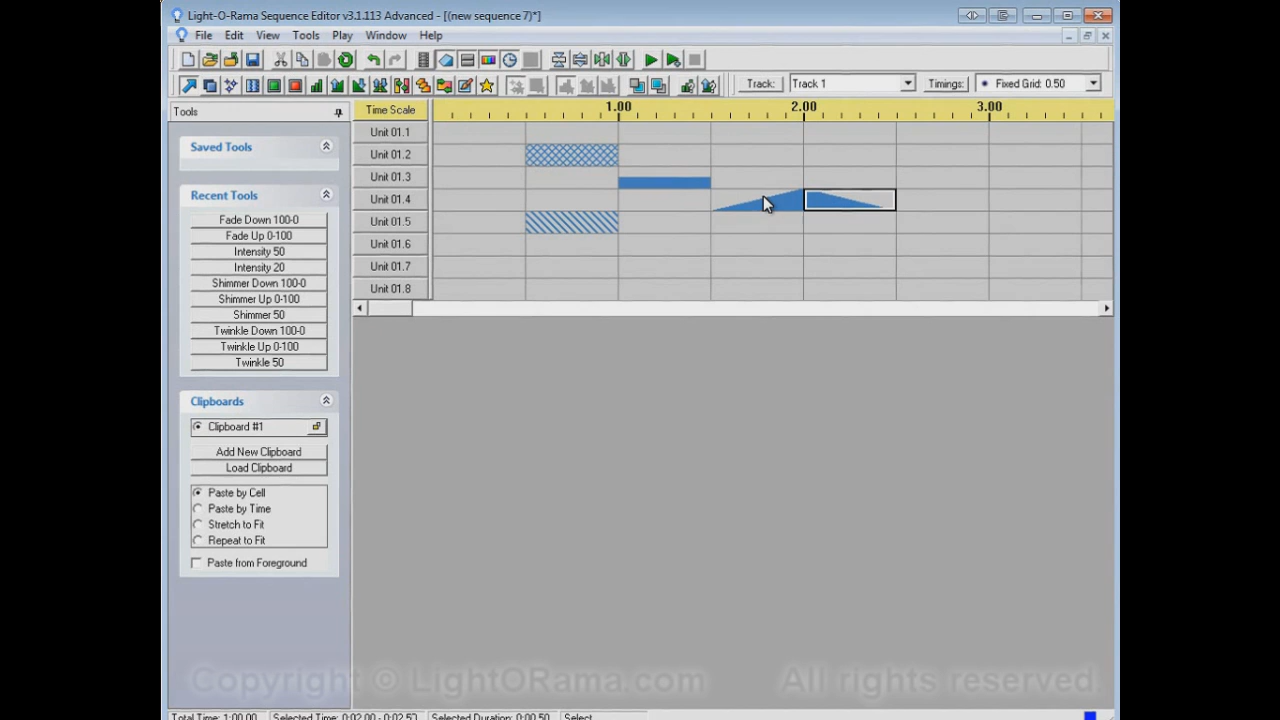 Light-O-Rama Sequence Editor v3.1.113 Advanced - [(new sequence 7)*]
File Edit View Tools Play Window Help
Track: Track 1 Timings: Fixed Grid: 0.50
Tools
Saved Tools
Recent Tools
Fade Down 100-0
Fade Up 0-100
Intensity 50
Intensity 20
Shimmer Down 100-0
Shimmer Up 0-100
Shimmer 50
Twinkle Down 100-0
Twinkle Up 0-100
Twinkle 50
Clipboards
Clipboard #1
Add New Clipboard
Load Clipboard
Paste by Cell
Paste by Time
Stretch to Fit
Repeat to Fit
Paste from Foreground
Time Scale 1.00 2.00 3.00
Unit 01.1
Unit 01.2
Unit 01.3
Unit 01.4
Unit 01.5
Unit 01.6
Unit 01.7
Unit 01.8
Copyright © LightORama.com All rights reserved.
Total Time: 1:00.00 Selected Time: 0:02.00 - 0:02.50 Selected Duration: 0:00.50 Select